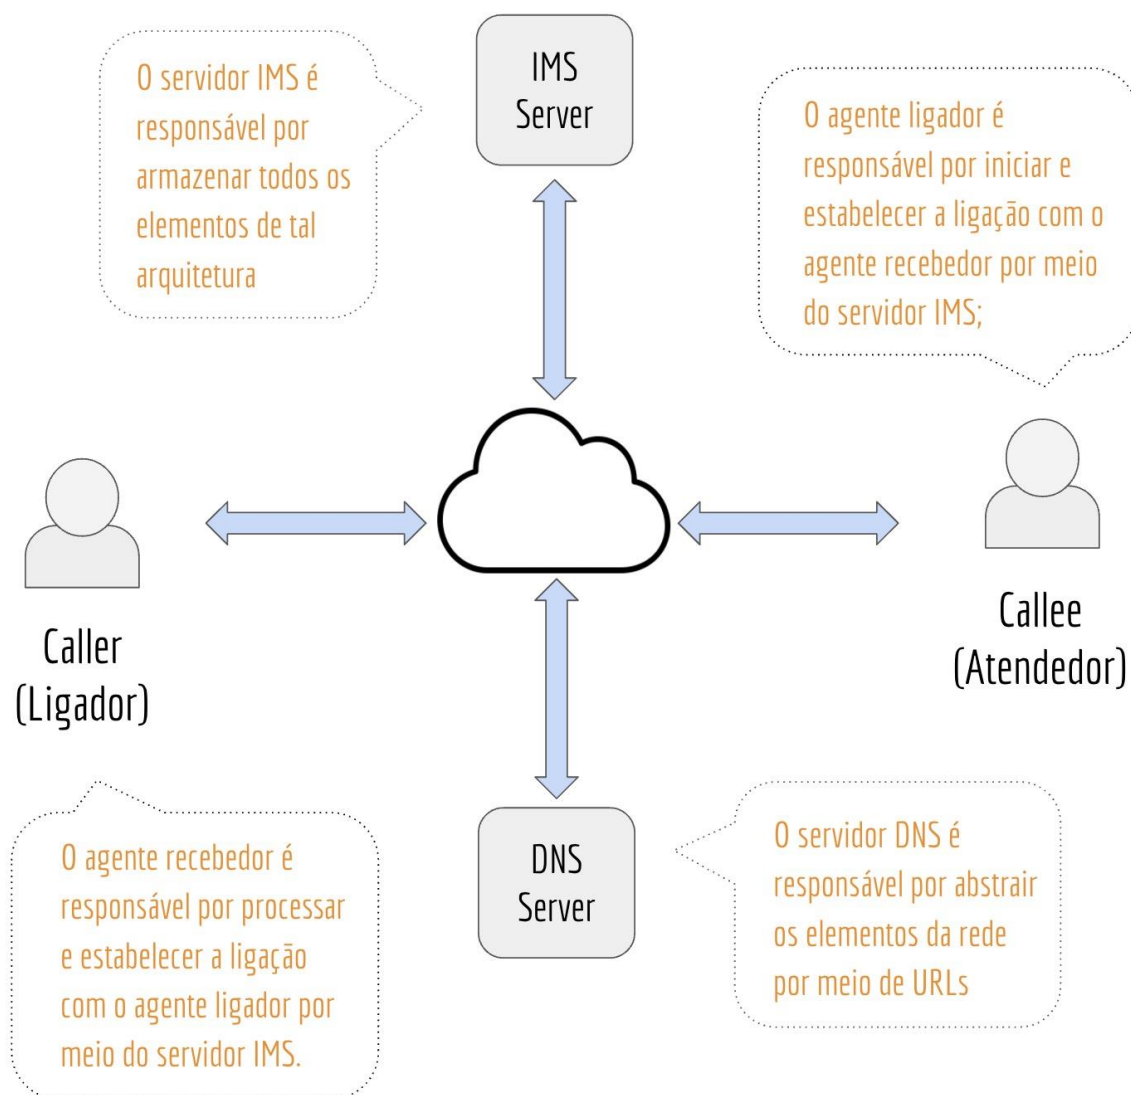 O servidor IMS é
responsável por
armazenar todos os
elementos de tal
arquitetura
IMS
Server
O agente ligador é
responsável por iniciar e
estabelecer a ligação com o
agente recebedor por meio
do servidor IMS;
Caller
(Ligador)
Callee
(Atendedor)
O agente recebedor é
responsável por processar
e estabelecer a ligação
com o agente ligador por
meio do servidor IMS.
DNS
Server
O servidor DNS é
responsável por abstrair
os elementos da rede
por meio de URLs